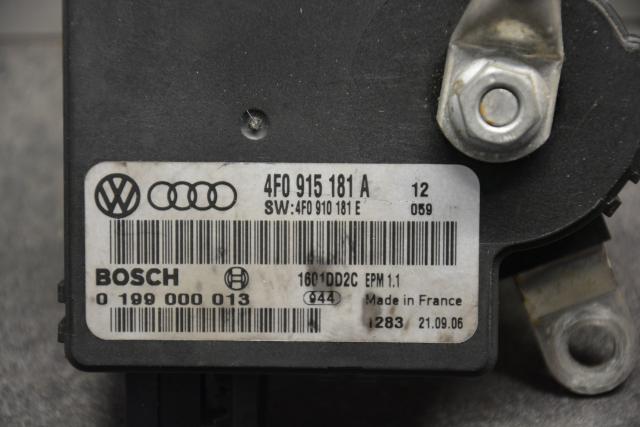 4F0 915 181 A 12
SW:4F0 910 181 E 059
BOSCH 1601DD2C EPM 1.1
0 199 000 013 944 Made in France
1283 21.09.06